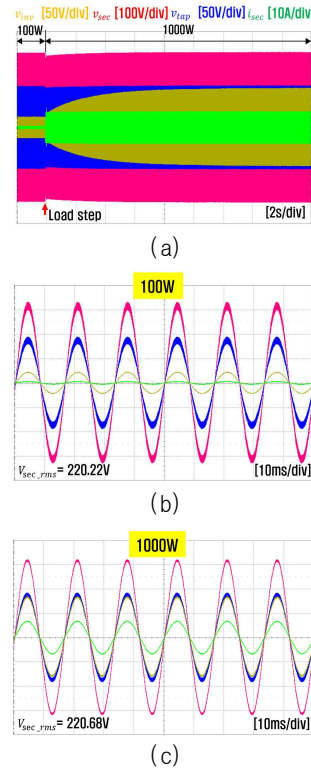 v_inv [50V/div] v_sec [100V/div] v_tap [50V/div] i_sec [10A/div]
100W 1000W
Load step [2s/div]
(a)
100W
V_sec_rms = 220.22V [10ms/div]
(b)
1000W
V_sec_rms = 220.68V [10ms/div]
(c)